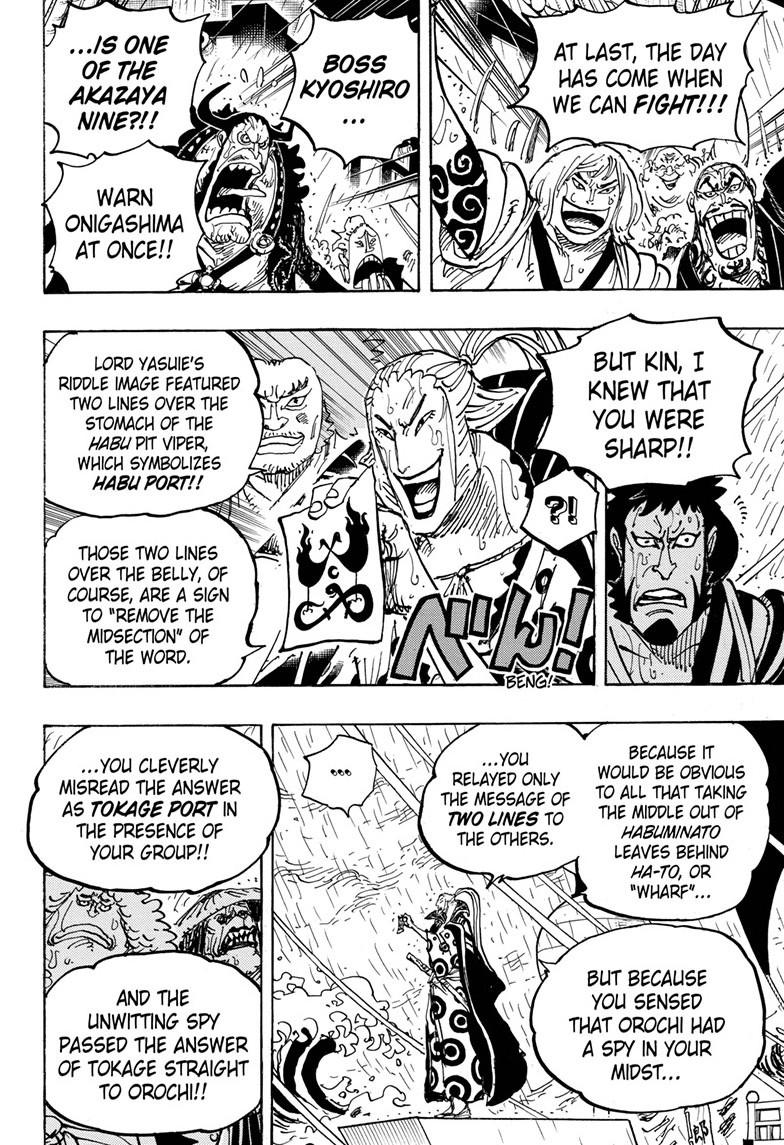 AT LAST, THE DAY
HAS COME WHEN
WE CAN FIGHT!!!
BOSS
KYOSHIRO
...
...IS ONE
OF THE
AKAZAYA
NINE?!!
WARN
ONIGASHIMA
AT ONCE!!
BUT KIN, I
KNEW THAT
YOU WERE
SHARP!!
?!
べべん!
BENG!
LORD YASUIE'S
RIDDLE IMAGE FEATURED
TWO LINES OVER THE
STOMACH OF THE
HABU PIT VIPER,
WHICH SYMBOLIZES
HABU PORT!!
THOSE TWO LINES
OVER THE BELLY, OF
COURSE, ARE A SIGN
TO "REMOVE THE
MIDSECTION" OF
THE WORD.
BECAUSE IT
WOULD BE OBVIOUS
TO ALL THAT TAKING
THE MIDDLE OUT OF
HABUMINATO
LEAVES BEHIND
HA-TO, OR
"WHARF"...
...YOU
RELAYED ONLY
THE MESSAGE OF
TWO LINES TO
THE OTHERS.
...
BUT BECAUSE
YOU SENSED
THAT OROCHI HAD
A SPY IN YOUR
MIDST...
...YOU CLEVERLY
MISREAD THE ANSWER
AS TOKAGE PORT IN
THE PRESENCE OF
YOUR GROUP!!
AND THE
UNWITTING SPY
PASSED THE ANSWER
OF TOKAGE STRAIGHT
TO OROCHI!!